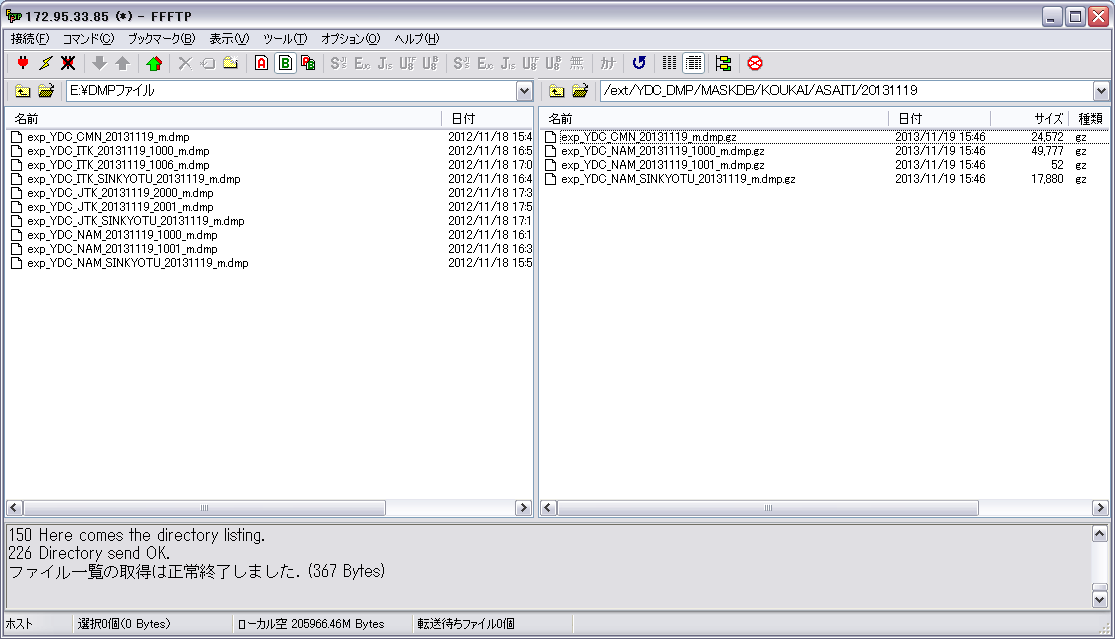 172.95.33.85 (*) - FFFTP
接続(F) コマンド(C) ブックマーク(B) 表示(V) ツール(T) オプション(O) ヘルプ(H)
E:¥DMPファイル
/ext/YDC_DMP/MASKDB/KOUKAI/ASAITI/20131119
名前 日付
exp_YDC_CMN_20131119_m.dmp 2012/11/18 15:4
exp_YDC_ITK_20131119_1000_m.dmp 2012/11/18 16:5
exp_YDC_ITK_20131119_1006_m.dmp 2012/11/18 17:0
exp_YDC_ITK_SINKYOTU_20131119_m.dmp 2012/11/18 16:4
exp_YDC_JTK_20131119_2000_m.dmp 2012/11/18 17:3
exp_YDC_JTK_20131119_2001_m.dmp 2012/11/18 17:5
exp_YDC_JTK_SINKYOTU_20131119_m.dmp 2012/11/18 17:1
exp_YDC_NAM_20131119_1000_m.dmp 2012/11/18 16:1
exp_YDC_NAM_20131119_1001_m.dmp 2012/11/18 16:3
exp_YDC_NAM_SINKYOTU_20131119_m.dmp 2012/11/18 15:5
名前 日付 サイズ 種類
exp_YDC_CMN_20131119_m.dmp.gz 2013/11/19 15:46 24,572 gz
exp_YDC_NAM_20131119_1000_m.dmp.gz 2013/11/19 15:46 49,777 gz
exp_YDC_NAM_20131119_1001_m.dmp.gz 2013/11/19 15:46 52 gz
exp_YDC_NAM_SINKYOTU_20131119_m.dmp.gz 2013/11/19 15:46 17,880 gz
150 Here comes the directory listing.
226 Directory send OK.
ファイル一覧の取得は正常終了しました. (367 Bytes)
ホスト 選択0個(0 Bytes) ローカル空 205966.46M Bytes 転送待ちファイル0個